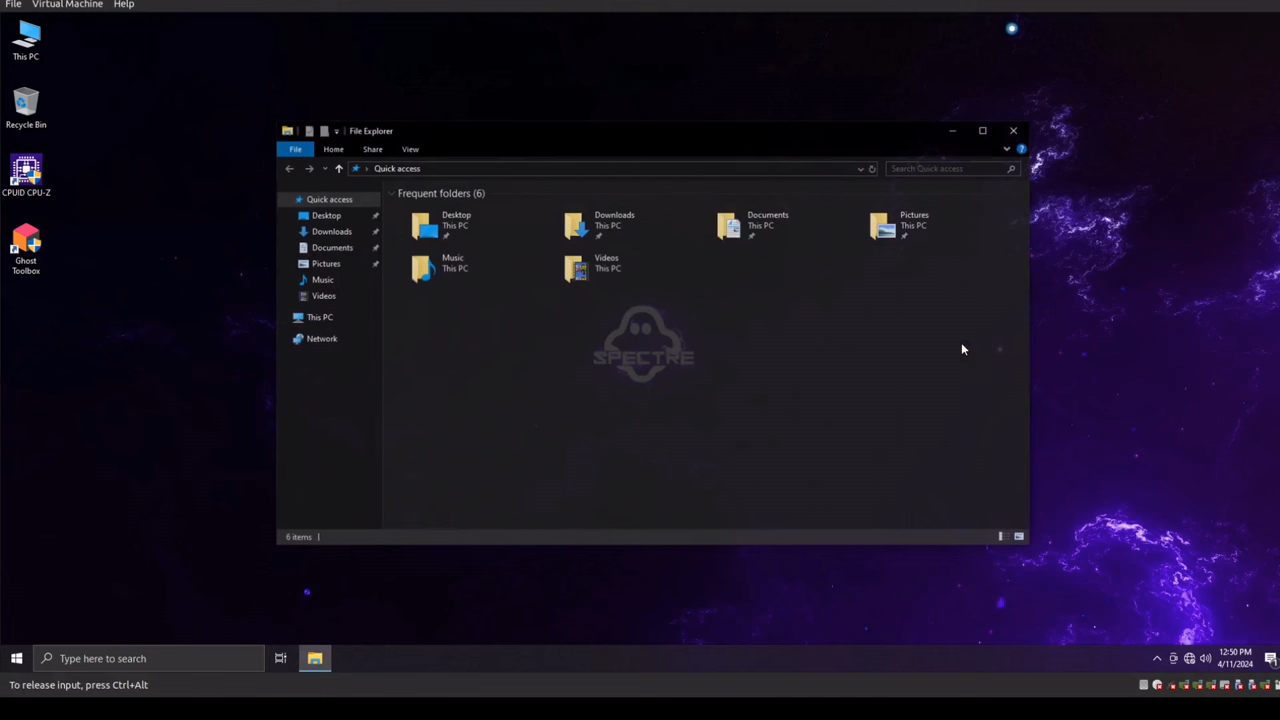 File Virtual Machine Help
This PC
Recycle Bin
CPUID CPU-Z
Ghost
Toolbox
File Explorer
File Home Share View
Quick access
Search Quick access
Quick access
Desktop
Downloads
Documents
Pictures
Music
Videos
This PC
Network
Frequent folders (6)
Desktop
This PC
Downloads
This PC
Documents
This PC
Pictures
This PC
Music
This PC
Videos
This PC
SPECTRE
6 items
Type here to search
12:50 PM
4/11/2024
To release input, press Ctrl+Alt